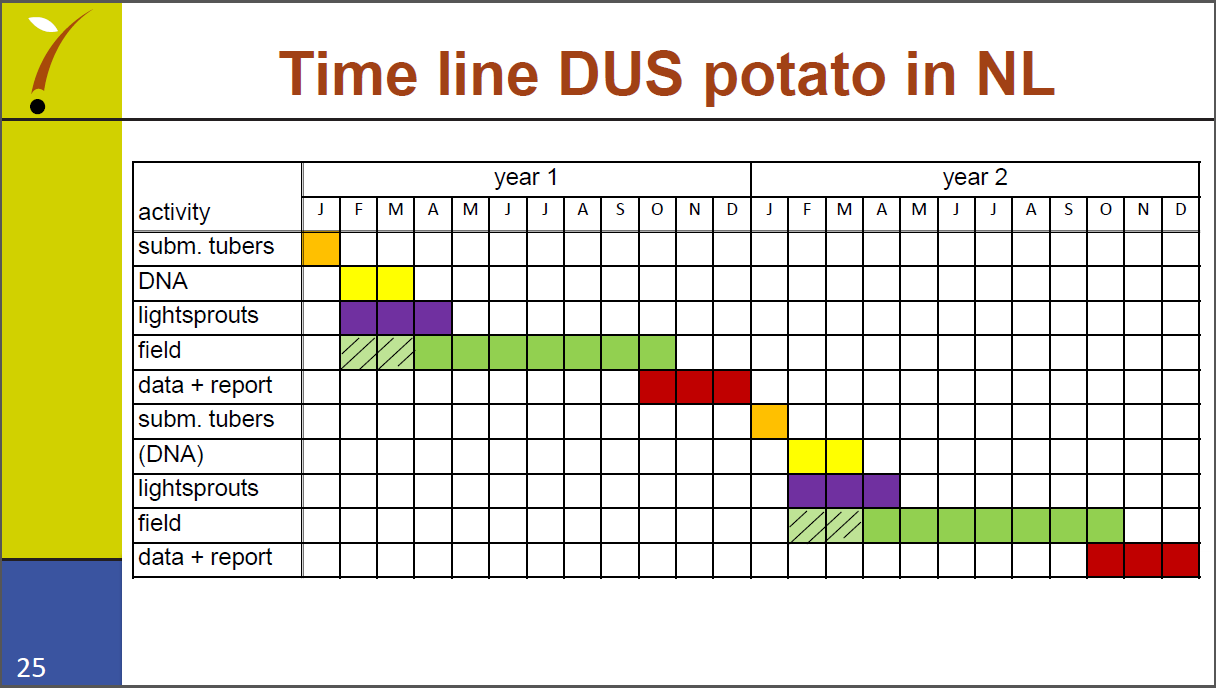 Time line DUS potato in NL
year 1 year 2
activity J F M A M J J A S O N D J F M A M J J A S O N D
subm. tubers
DNA
lightsprouts
field
data + report
subm. tubers
(DNA)
lightsprouts
field
data + report
25